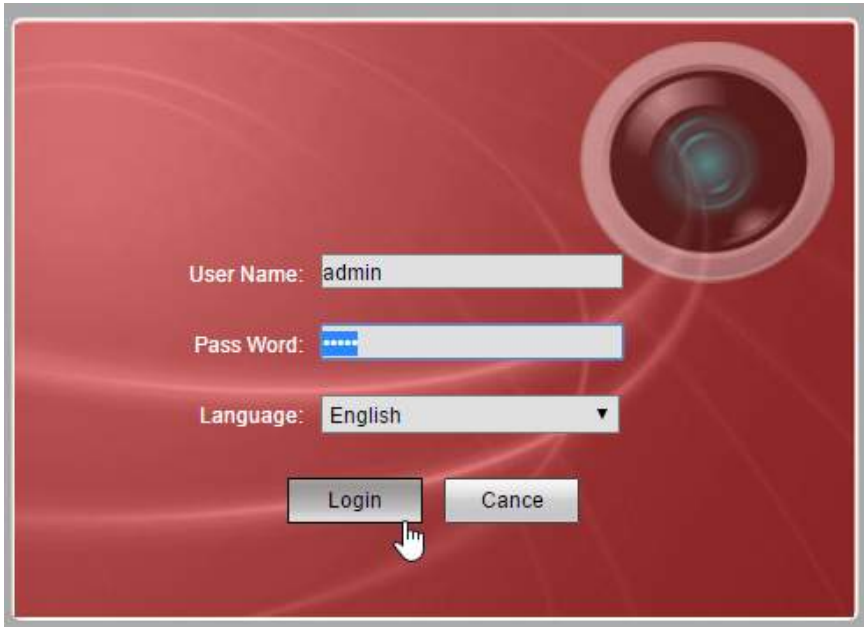 User Name: admin
Pass Word: •••••
Language: English
Login Cance